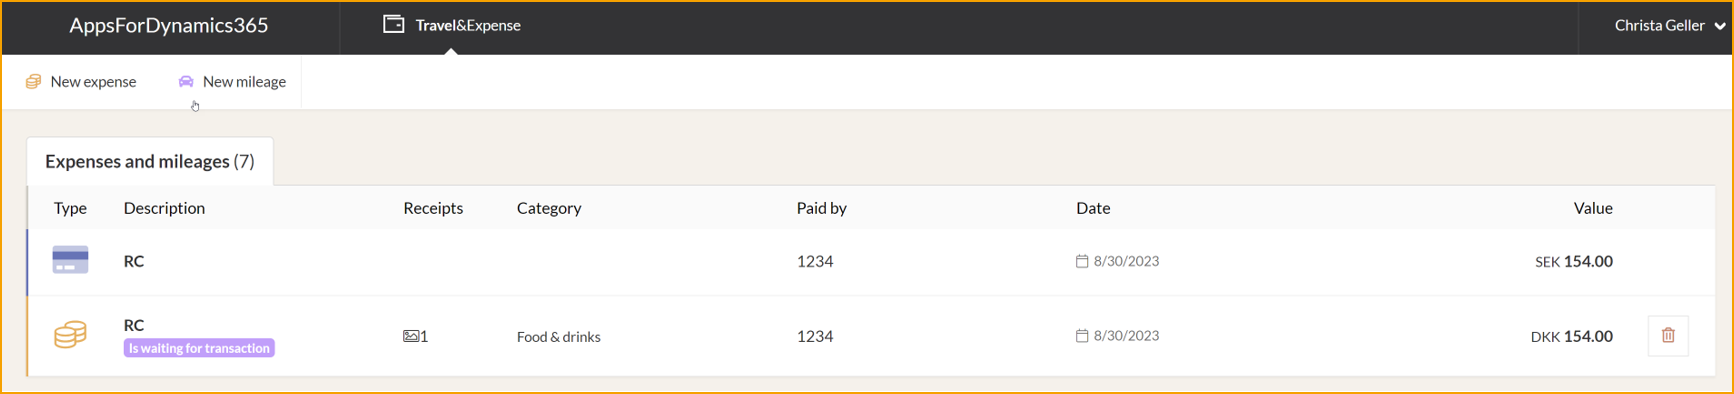 AppsForDynamics365 Travel&Expense Christa Geller
New expense New mileage
Expenses and mileages (7)
Type Description Receipts Category Paid by Date Value
RC 1234 8/30/2023 SEK 154.00
RC
Is waiting for transaction 1 Food & drinks 1234 8/30/2023 DKK 154.00